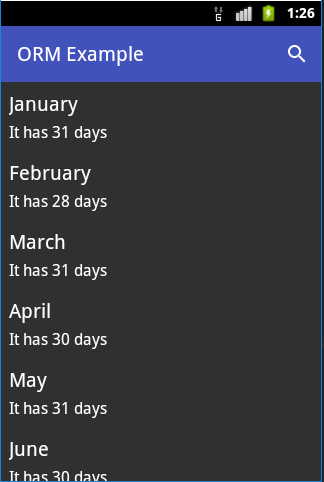 G
1:26
ORM Example
January
It has 31 days
February
It has 28 days
March
It has 31 days
April
It has 30 days
May
It has 31 days
June
It has 30 days